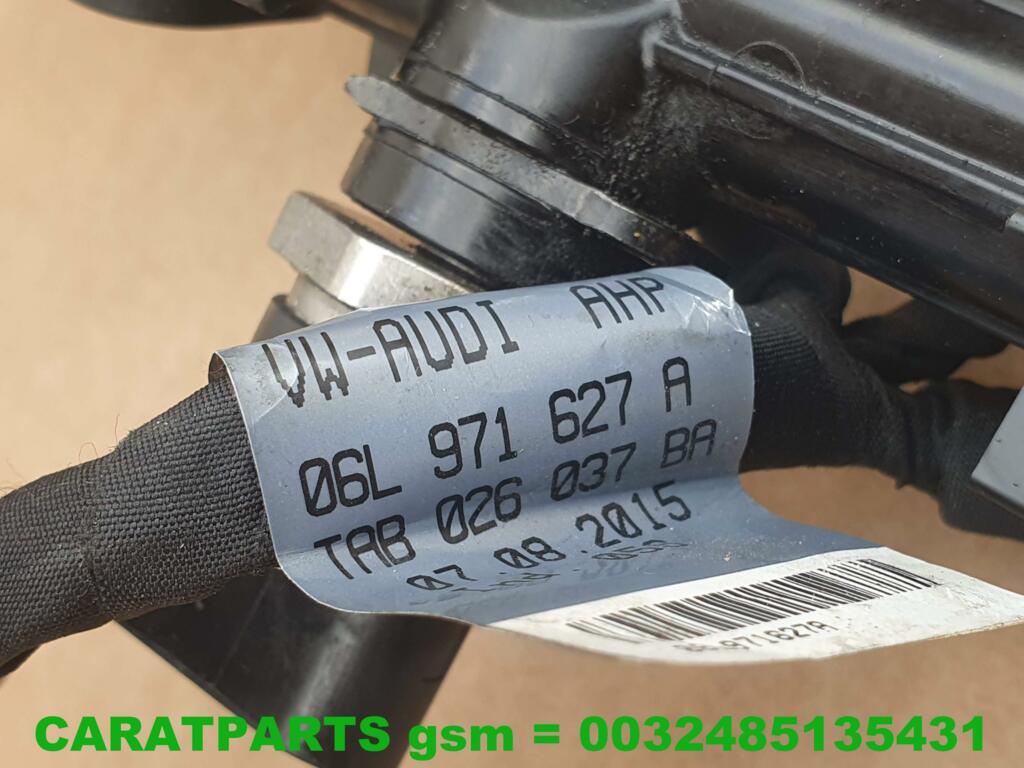 VW-AUDI AHP
06L 971 627 A
TAB 026 037 BA
07 08 2015
CARATPARTS gsm = 0032485135431